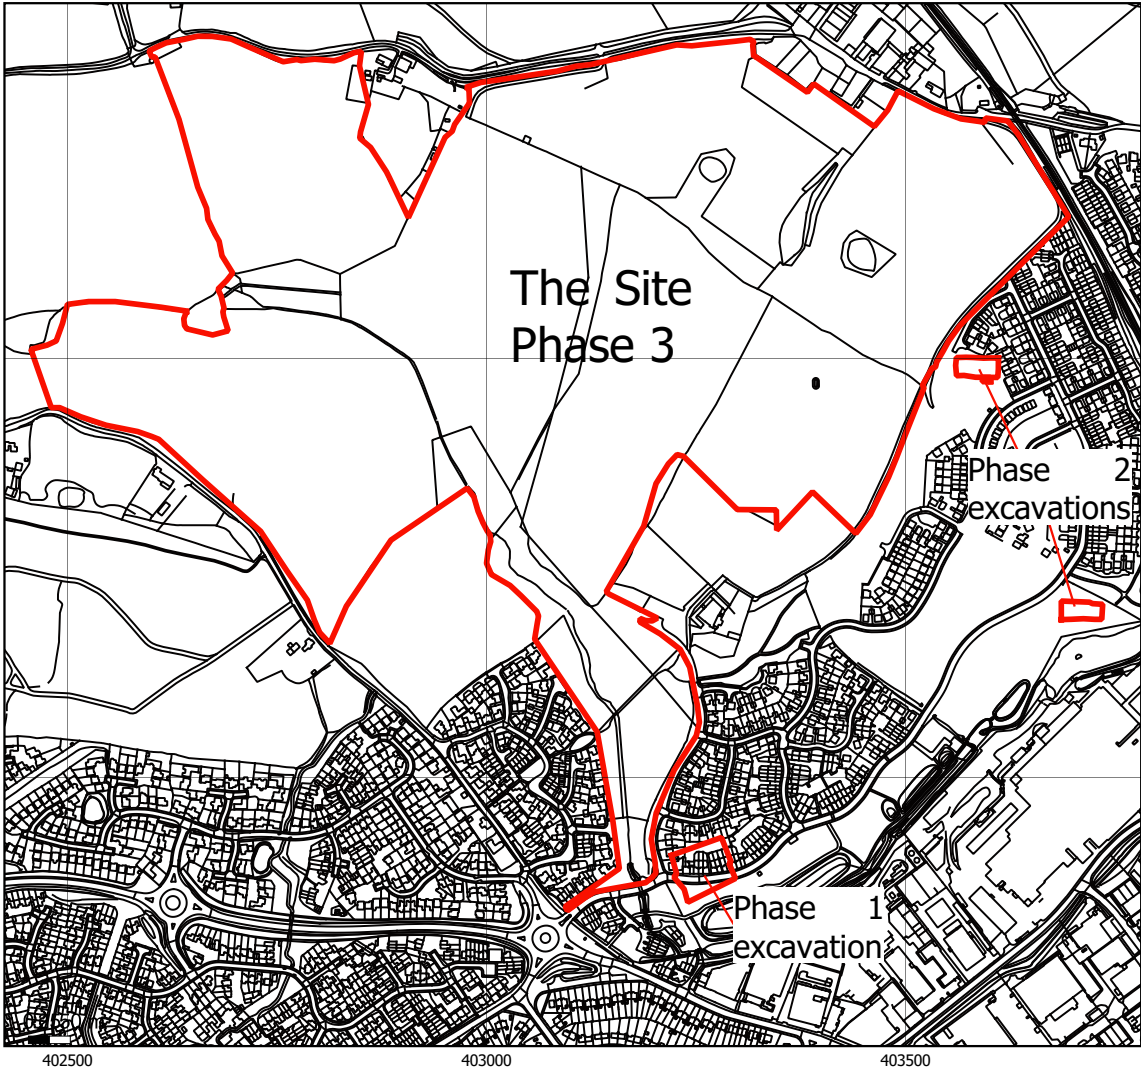 The Site
Phase 3
Phase 2
excavations
Phase 1
excavation
402500 403000 403500